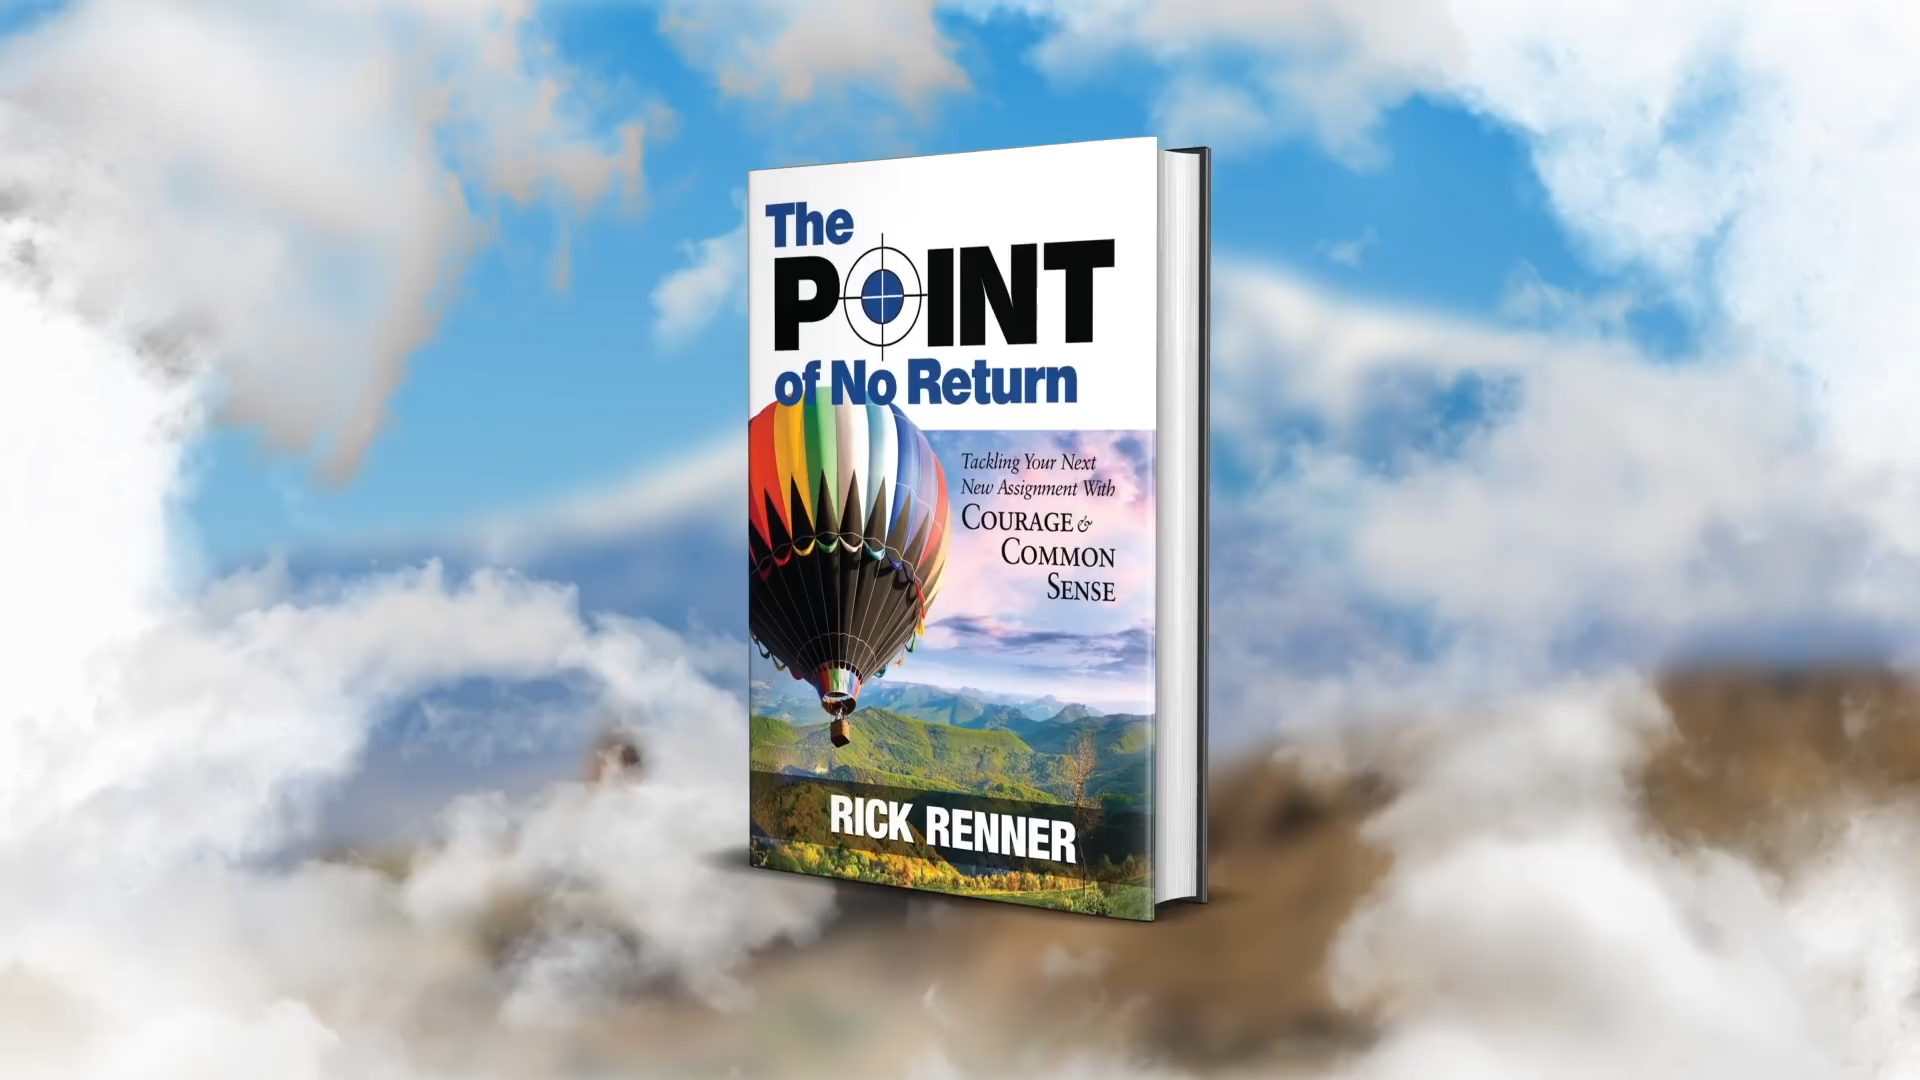 The
POINT
of No Return
Tackling Your Next
New Assignment With
COURAGE &
COMMON
SENSE
RICK RENNER